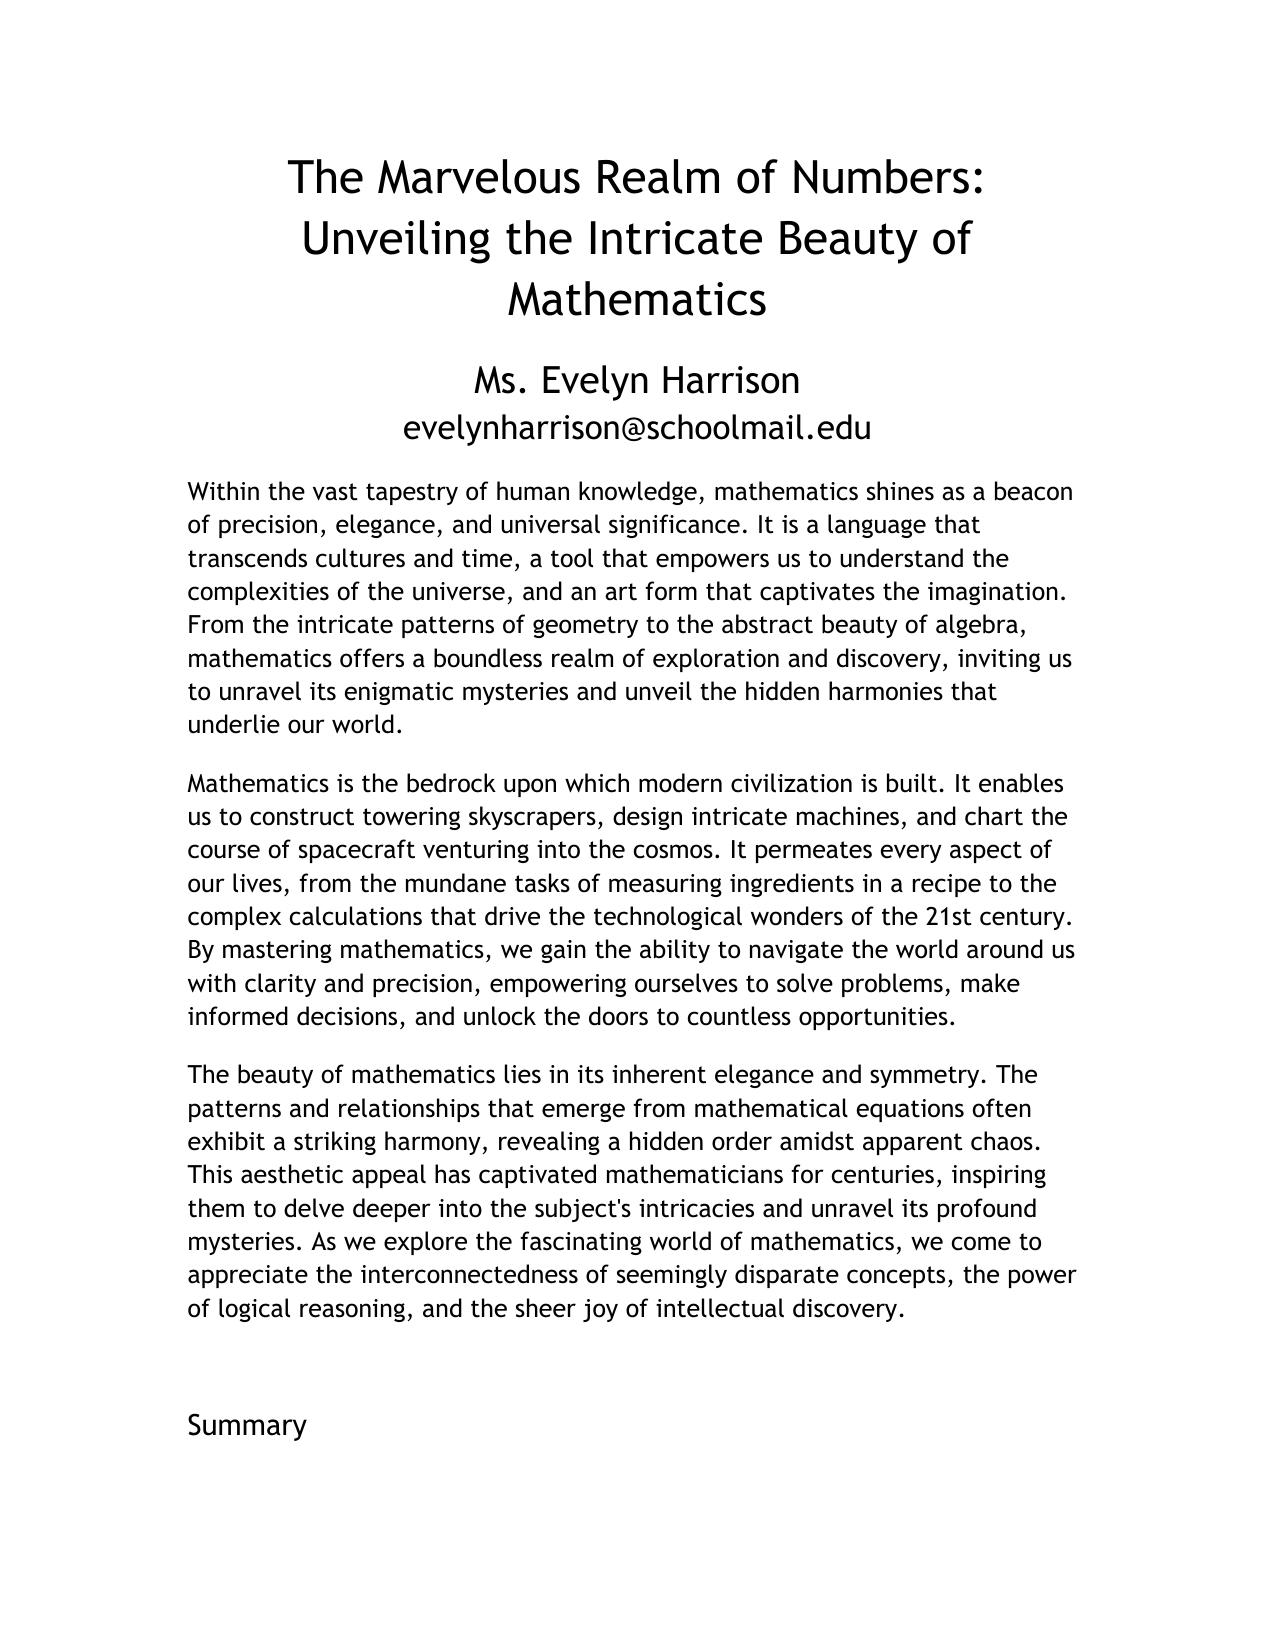 The Marvelous Realm of Numbers:
Unveiling the Intricate Beauty of
Mathematics
Ms. Evelyn Harrison
evelynharrison@schoolmail.edu
Within the vast tapestry of human knowledge, mathematics shines as a beacon
of precision, elegance, and universal significance. It is a language that
transcends cultures and time, a tool that empowers us to understand the
complexities of the universe, and an art form that captivates the imagination.
From the intricate patterns of geometry to the abstract beauty of algebra,
mathematics offers a boundless realm of exploration and discovery, inviting us
to unravel its enigmatic mysteries and unveil the hidden harmonies that
underlie our world.
Mathematics is the bedrock upon which modern civilization is built. It enables
us to construct towering skyscrapers, design intricate machines, and chart the
course of spacecraft venturing into the cosmos. It permeates every aspect of
our lives, from the mundane tasks of measuring ingredients in a recipe to the
complex calculations that drive the technological wonders of the 21st century.
By mastering mathematics, we gain the ability to navigate the world around us
with clarity and precision, empowering ourselves to solve problems, make
informed decisions, and unlock the doors to countless opportunities.
The beauty of mathematics lies in its inherent elegance and symmetry. The
patterns and relationships that emerge from mathematical equations often
exhibit a striking harmony, revealing a hidden order amidst apparent chaos.
This aesthetic appeal has captivated mathematicians for centuries, inspiring
them to delve deeper into the subject's intricacies and unravel its profound
mysteries. As we explore the fascinating world of mathematics, we come to
appreciate the interconnectedness of seemingly disparate concepts, the power
of logical reasoning, and the sheer joy of intellectual discovery.
Summary